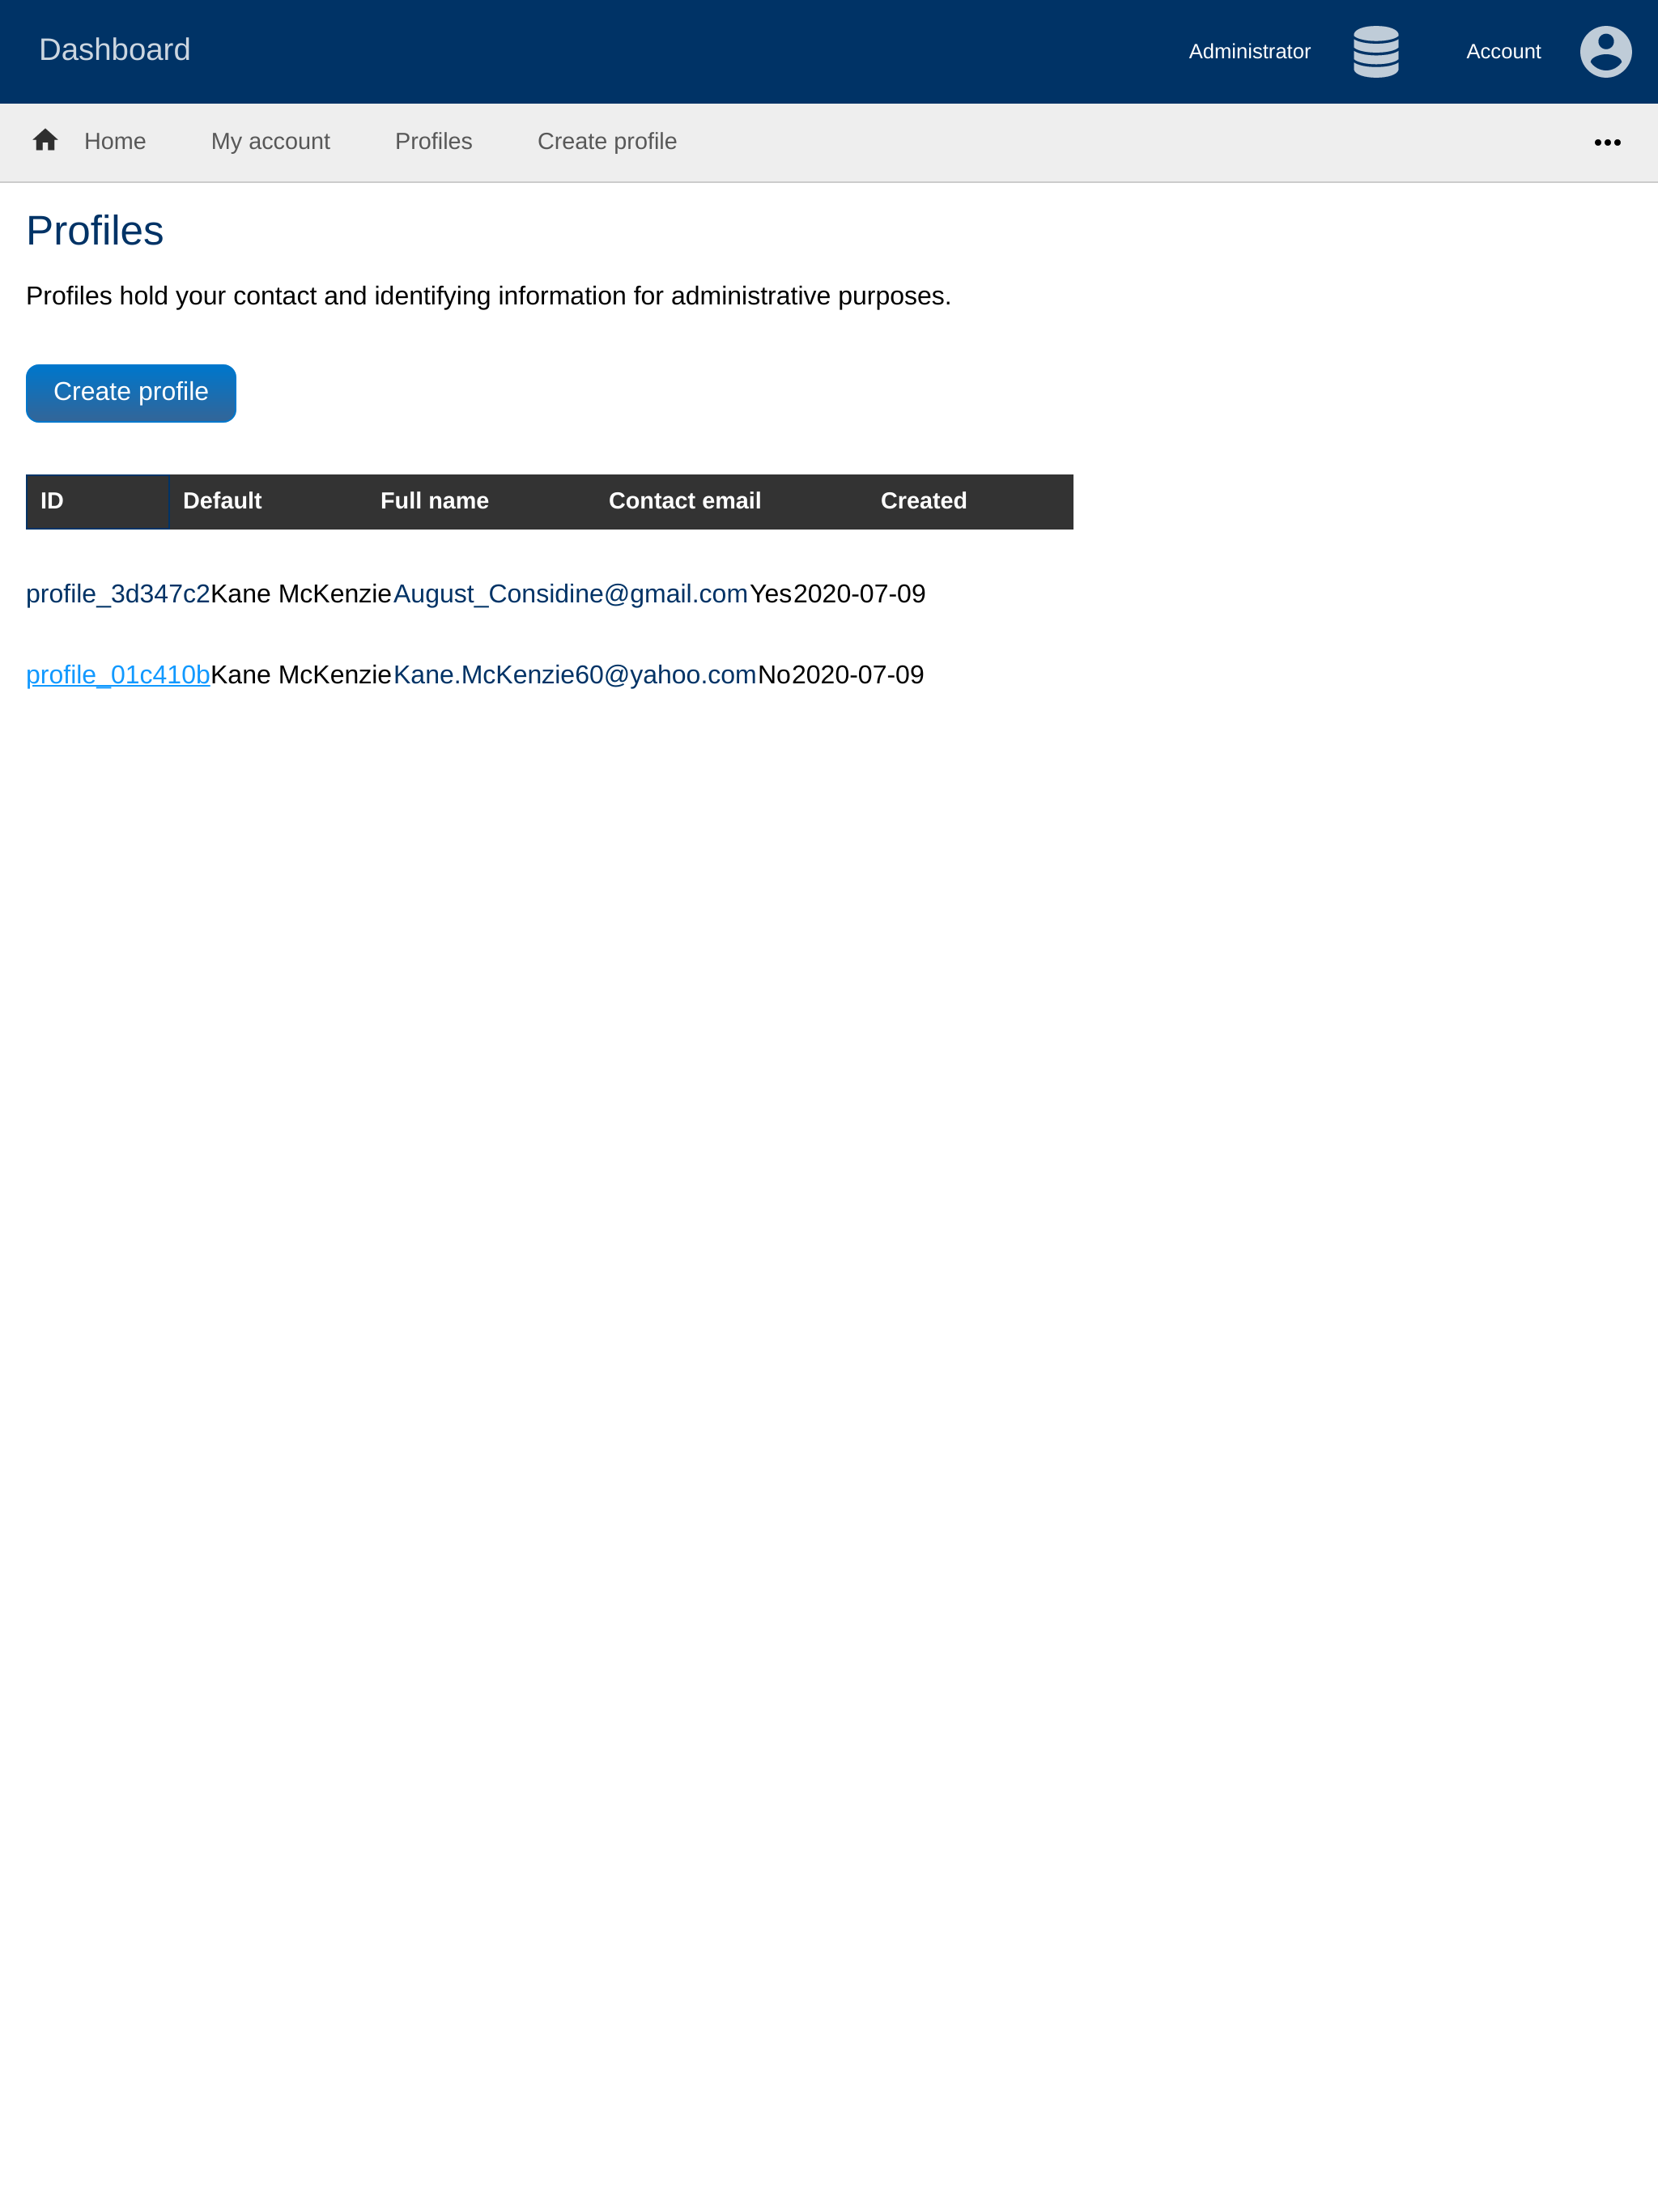 Dashboard Administrator Account
Home My account Profiles Create profile
Profiles
Profiles hold your contact and identifying information for administrative purposes.
Create profile
ID Default Full name Contact email Created
profile_3d347c2Kane McKenzieAugust_Considine@gmail.comYes2020-07-09
profile_01c410bKane McKenzieKane.McKenzie60@yahoo.comNo2020-07-09